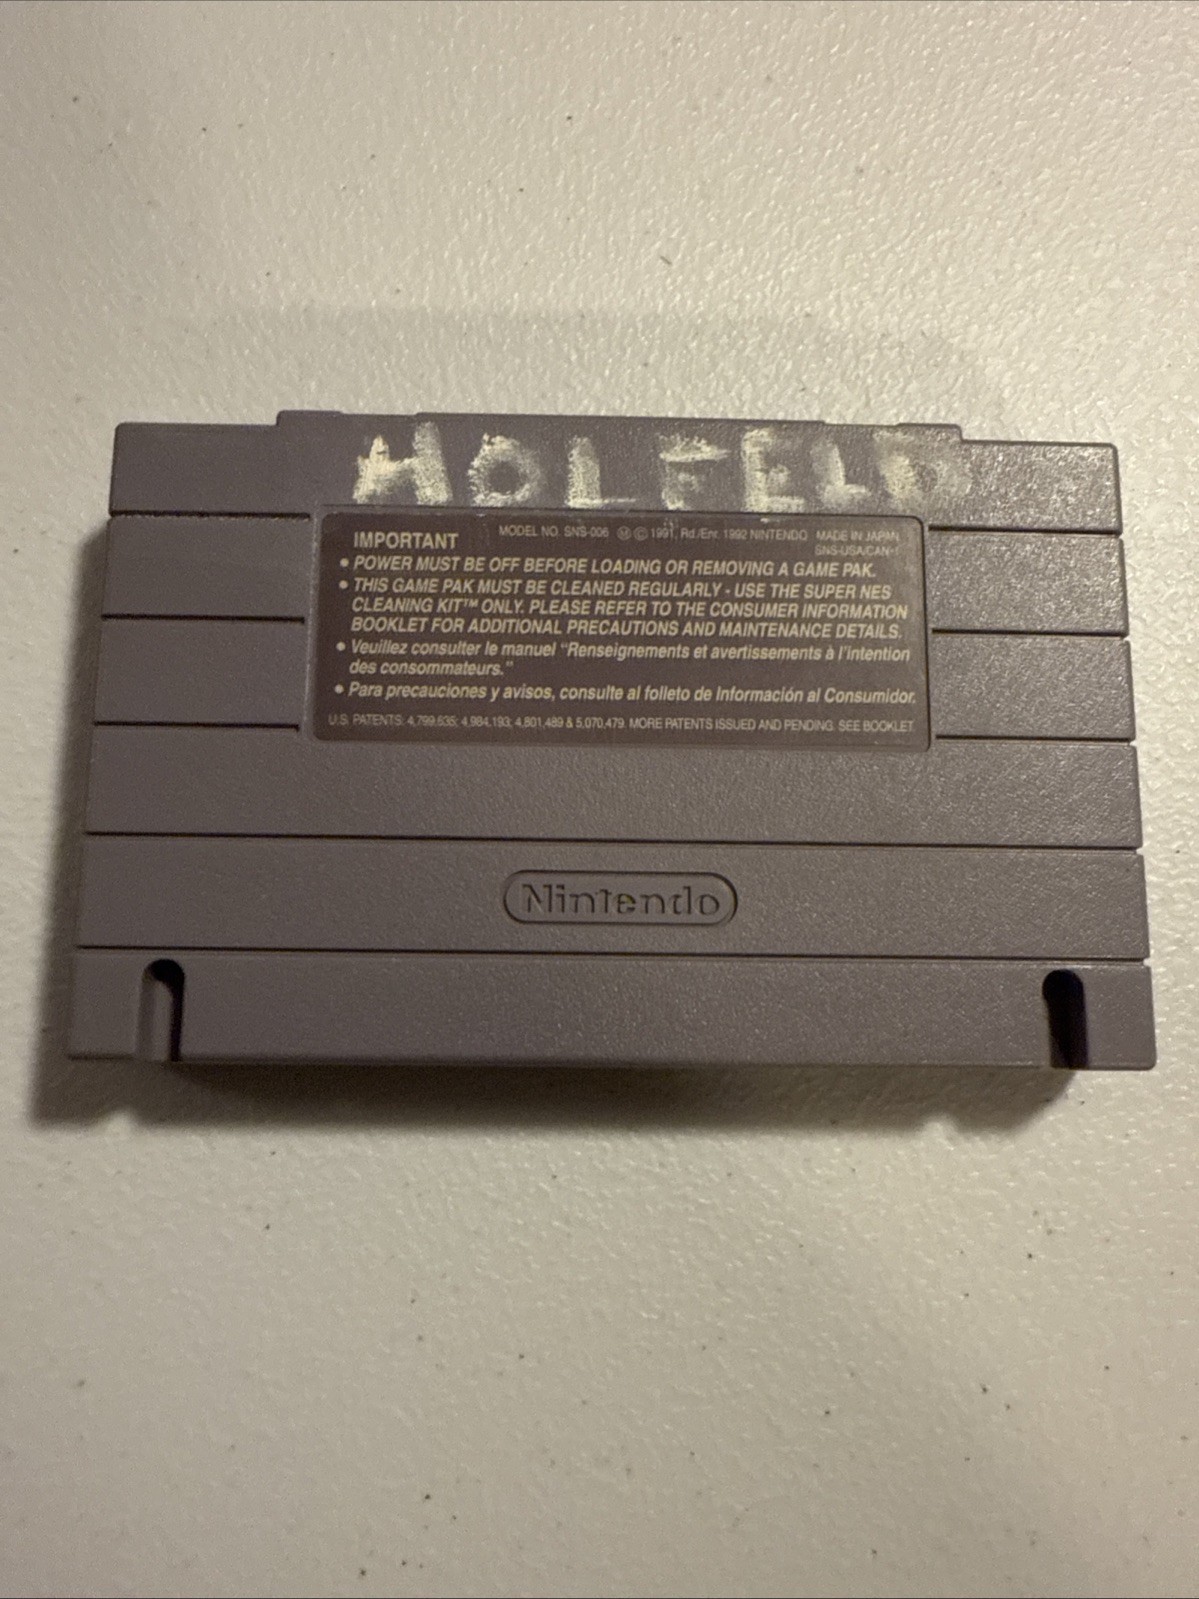 HOLFELD
IMPORTANT
MODEL NO. SNS-006 Ⓜ © 1991, Rd./Enr. 1992 NINTENDO MADE IN JAPAN
SNS-USA/CAN-1
• POWER MUST BE OFF BEFORE LOADING OR REMOVING A GAME PAK.
• THIS GAME PAK MUST BE CLEANED REGULARLY - USE THE SUPER NES
CLEANING KIT™ ONLY. PLEASE REFER TO THE CONSUMER INFORMATION
BOOKLET FOR ADDITIONAL PRECAUTIONS AND MAINTENANCE DETAILS.
• Veuillez consulter le manuel "Renseignements et avertissements à l'intention
des consommateurs."
• Para precauciones y avisos, consulte al folleto de Información al Consumidor.
U.S. PATENTS: 4,799,635; 4,984,193; 4,801,489 & 5,070,479. MORE PATENTS ISSUED AND PENDING. SEE BOOKLET.
Nintendo